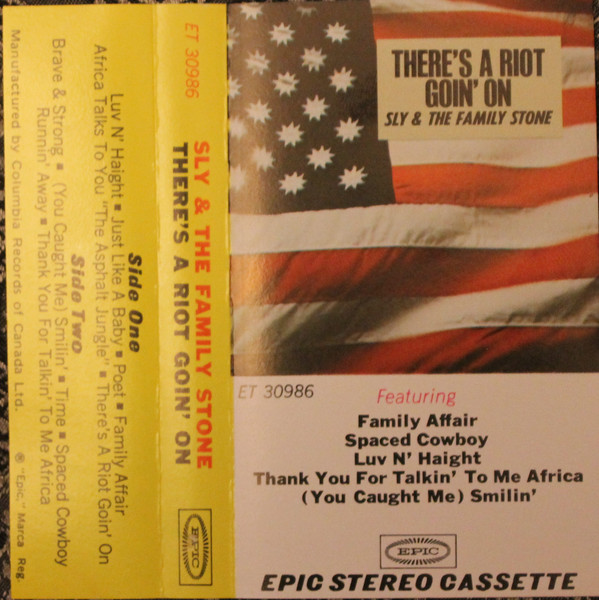 THERE'S A RIOT
GOIN' ON
SLY & THE FAMILY STONE
ET 30986
Featuring
Family Affair
Spaced Cowboy
Luv N' Haight
Thank You For Talkin' To Me Africa
(You Caught Me) Smilin'
EPIC
EPIC STEREO CASSETTE
ET 30986
SLY & THE FAMILY STONE
THERE'S A RIOT GOIN' ON
EPIC
Side One
Luv N' Haight ▪ Just Like A Baby ▪ Poet ▪ Family Affair
Africa Talks To You "The Asphalt Jungle" ▪ There's A Riot Goin' On
Side Two
Brave & Strong ▪ (You Caught Me) Smilin' ▪ Time ▪ Spaced Cowboy
Runnin' Away ▪ Thank You For Talkin' To Me Africa
Manufactured by Columbia Records of Canada Ltd. ® "Epic," Marca Reg.